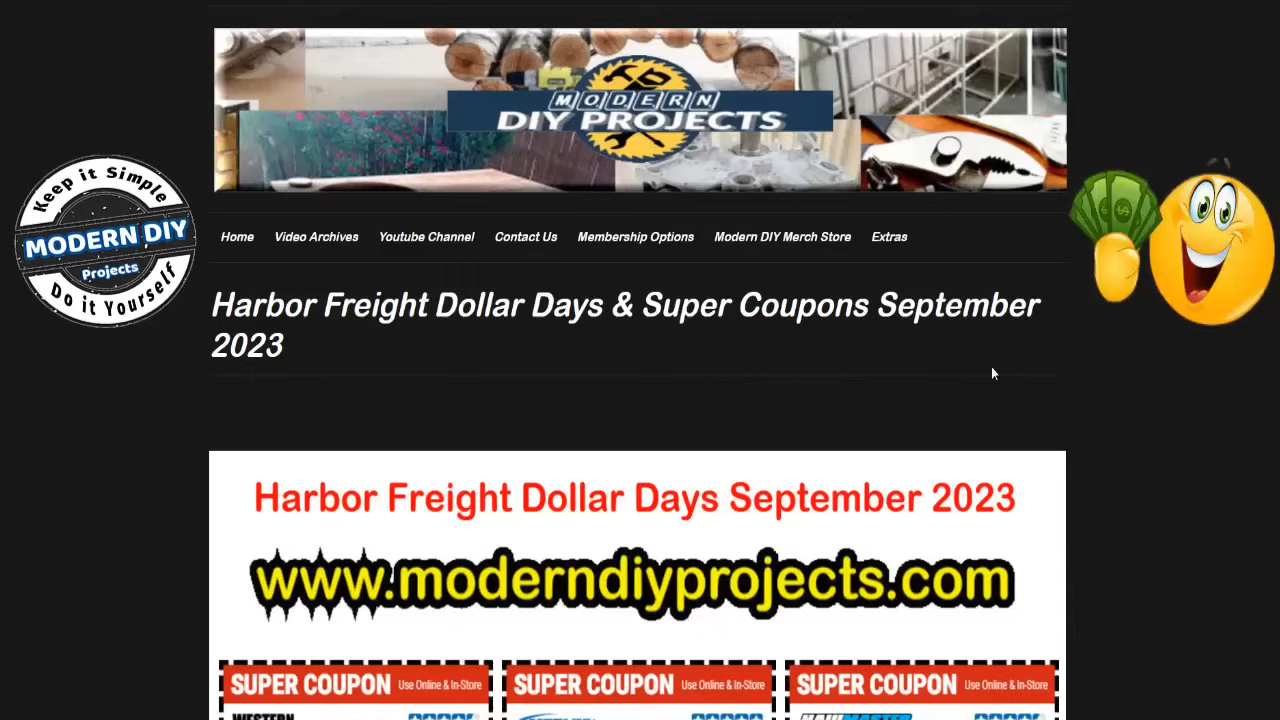 MODERN
DIY PROJECTS
Keep it Simple
MODERN DIY
Projects
Do it Yourself
Home Video Archives Youtube Channel Contact Us Membership Options Modern DIY Merch Store Extras
Harbor Freight Dollar Days & Super Coupons September
2023
Harbor Freight Dollar Days September 2023
www.moderndiyprojects.com
SUPER COUPON Use Online & In-Store
SUPER COUPON Use Online & In-Store
SUPER COUPON Use Online & In-Store
WESTERN